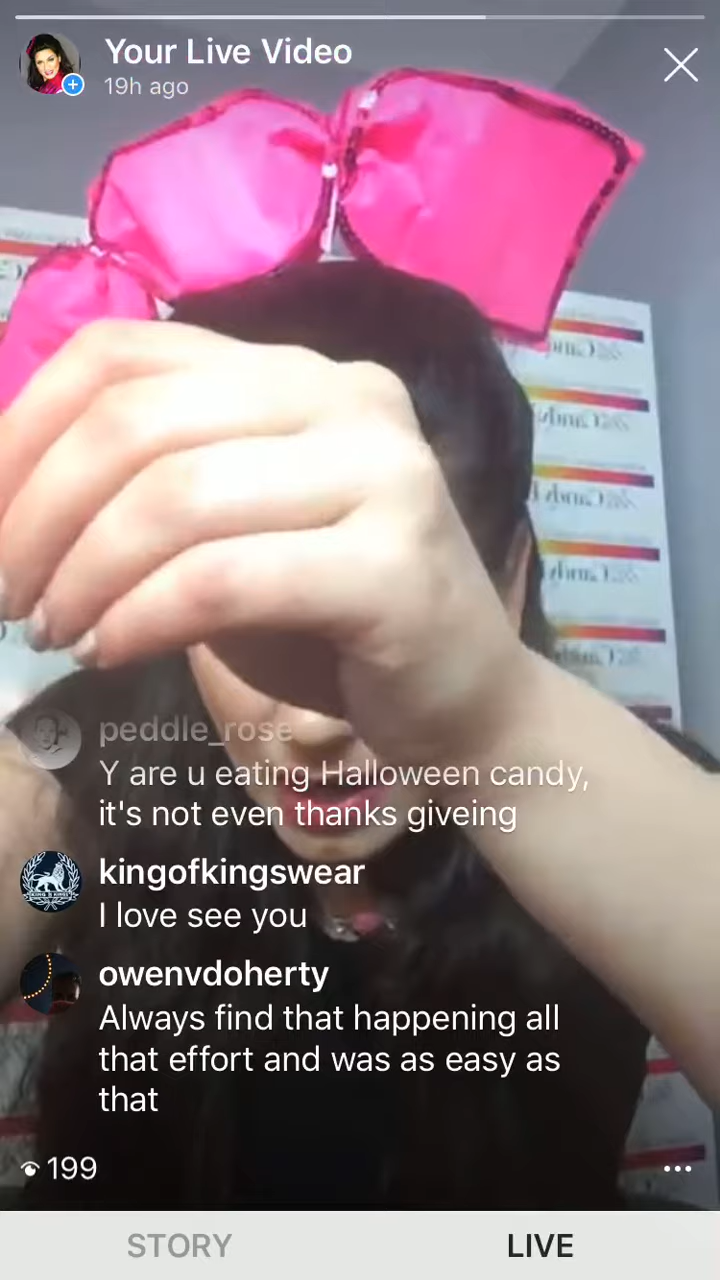 Your Live Video
19h ago
peddle_rose
Y are u eating Halloween candy,
it's not even thanks giveing
kingofkingswear
I love see you
owenvdoherty
Always find that happening all
that effort and was as easy as
that
199
STORY
LIVE